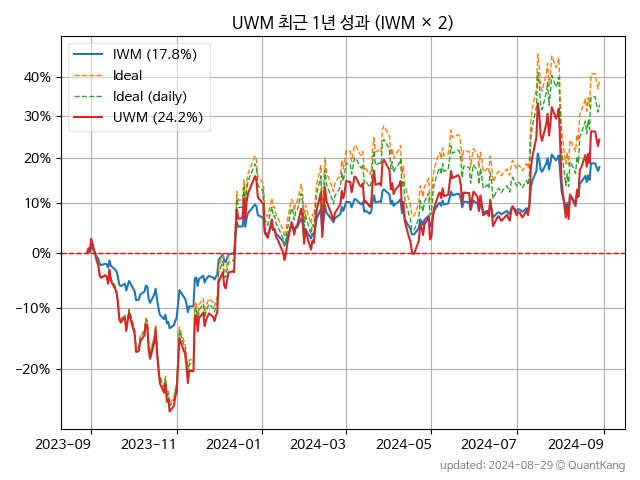 UWM 최근 1년 성과 (IWM × 2)
IWM (17.8%)
Ideal
Ideal (daily)
UWM (24.2%)
40%
30%
20%
10%
0%
−10%
−20%
2023−09
2023−11
2024−01
2024−03
2024−05
2024−07
2024−09
updated: 2024-08-29 © QuantKang